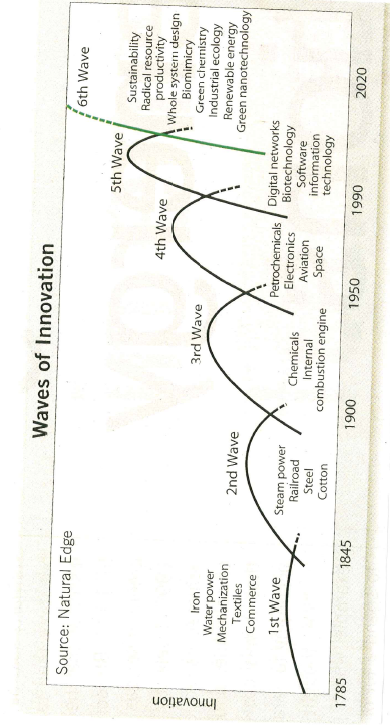 Waves of Innovation
Source: Natural Edge
Innovation
Iron
Water power
Mechanization
Textiles
Commerce
1st Wave
2nd Wave
Steam power
Railroad
Steel
Cotton
3rd Wave
Chemicals
Internal
combustion engine
4th Wave
Petrochemicals
Electronics
Aviation
Space
5th Wave
Digital networks
Biotechnology
Software
information
technology
6th Wave
Sustainability
Radical resource
productivity
Whole system design
Biomimicry
Green chemistry
Industrial ecology
Renewable energy
Green nanotechnology
1785
1845
1900
1950
1990
2020